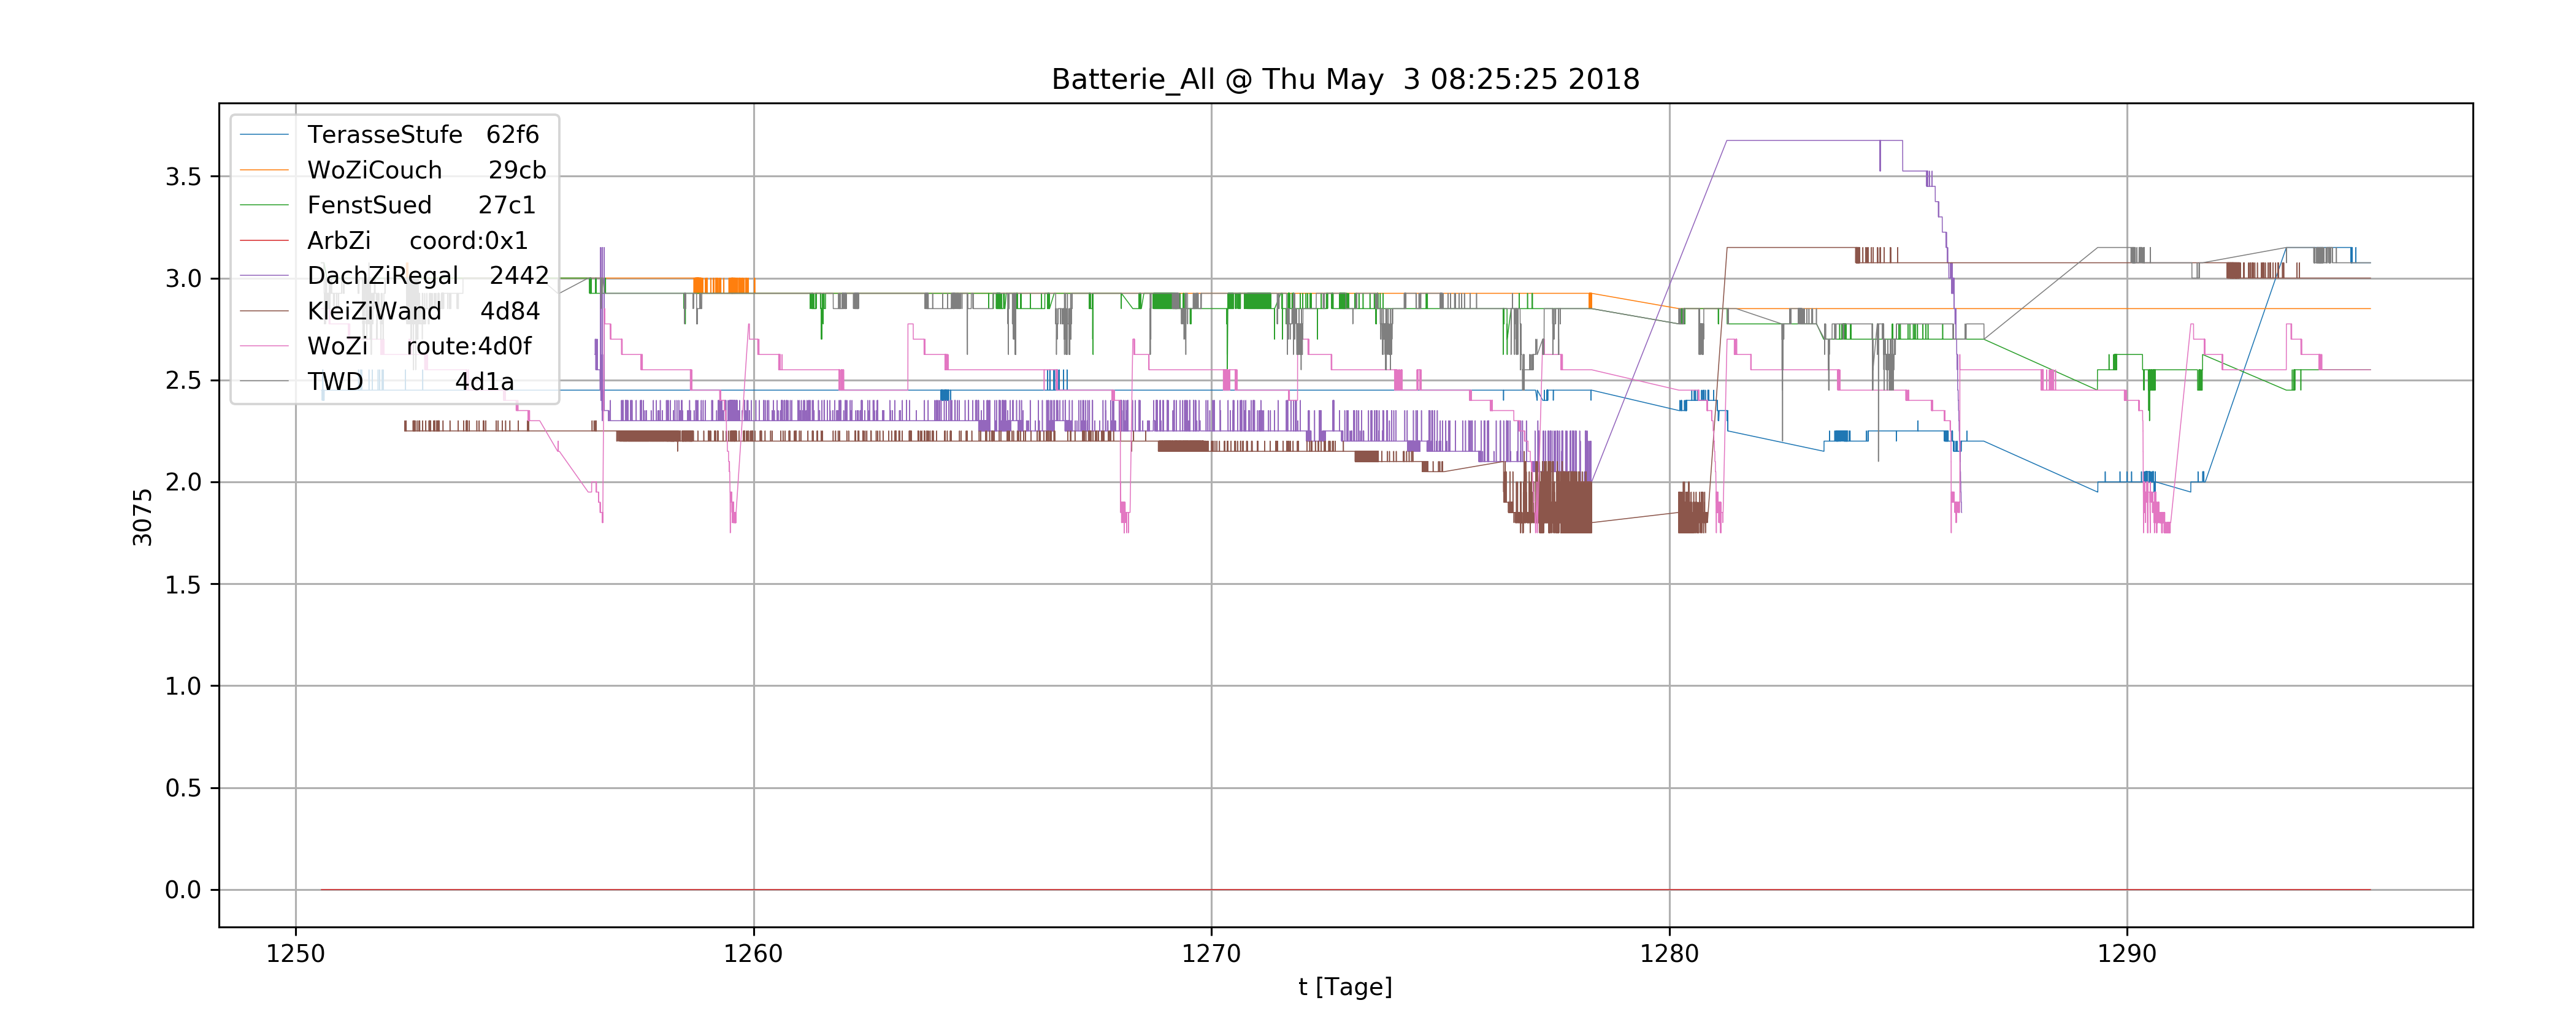 Batterie_All @ Thu May  3 08:25:25 2018
TerasseStufe   62f6
WoZiCouch      29cb
FenstSued      27c1
ArbZi     coord:0x1
DachZiRegal    2442
KleiZiWand     4d84
WoZi     route:4d0f
TWD            4d1a
3.5
3.0
2.5
2.0
1.5
1.0
0.5
0.0
3075
1250 1260 1270 1280 1290
t [Tage]